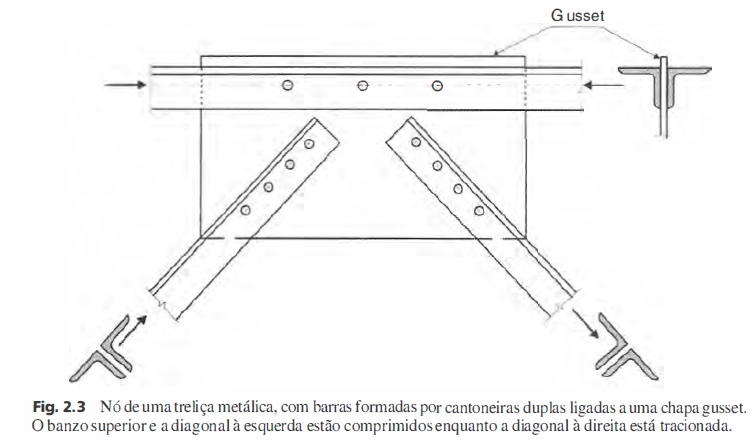 Gusset
Fig. 2.3 Nó de uma treliça metálica, com barras formadas por cantoneiras duplas ligadas a uma chapa gusset.
O banzo superior e a diagonal à esquerda estão comprimidos enquanto a diagonal à direita está tracionada.